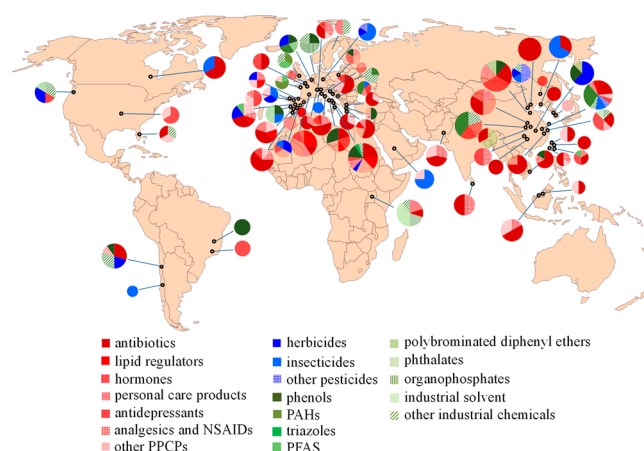 antibiotics
lipid regulators
hormones
personal care products
antidepressants
analgesics and NSAIDs
other PPCPs
herbicides
insecticides
other pesticides
phenols
PAHs
triazoles
PFAS
polybrominated diphenyl ethers
phthalates
organophosphates
industrial solvent
other industrial chemicals